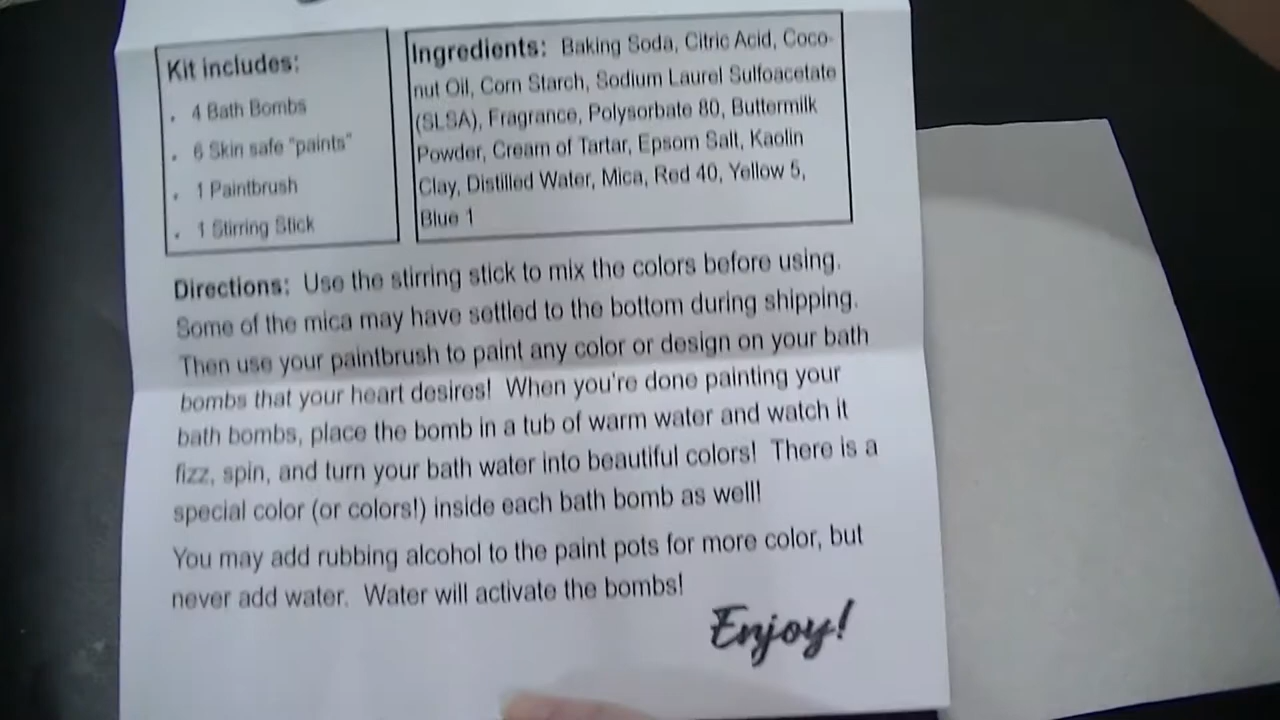 Kit includes:
• 4 Bath Bombs
• 6 Skin safe "paints"
• 1 Paintbrush
• 1 Stirring Stick
Ingredients: Baking Soda, Citric Acid, Coco-
nut Oil, Corn Starch, Sodium Laurel Sulfoacetate
(SLSA), Fragrance, Polysorbate 80, Buttermilk
Powder, Cream of Tartar, Epsom Salt, Kaolin
Clay, Distilled Water, Mica, Red 40, Yellow 5,
Blue 1
Directions: Use the stirring stick to mix the colors before using.
Some of the mica may have settled to the bottom during shipping.
Then use your paintbrush to paint any color or design on your bath
bombs that your heart desires! When you're done painting your
bath bombs, place the bomb in a tub of warm water and watch it
fizz, spin, and turn your bath water into beautiful colors! There is a
special color (or colors!) inside each bath bomb as well!
You may add rubbing alcohol to the paint pots for more color, but
never add water. Water will activate the bombs!
Enjoy!